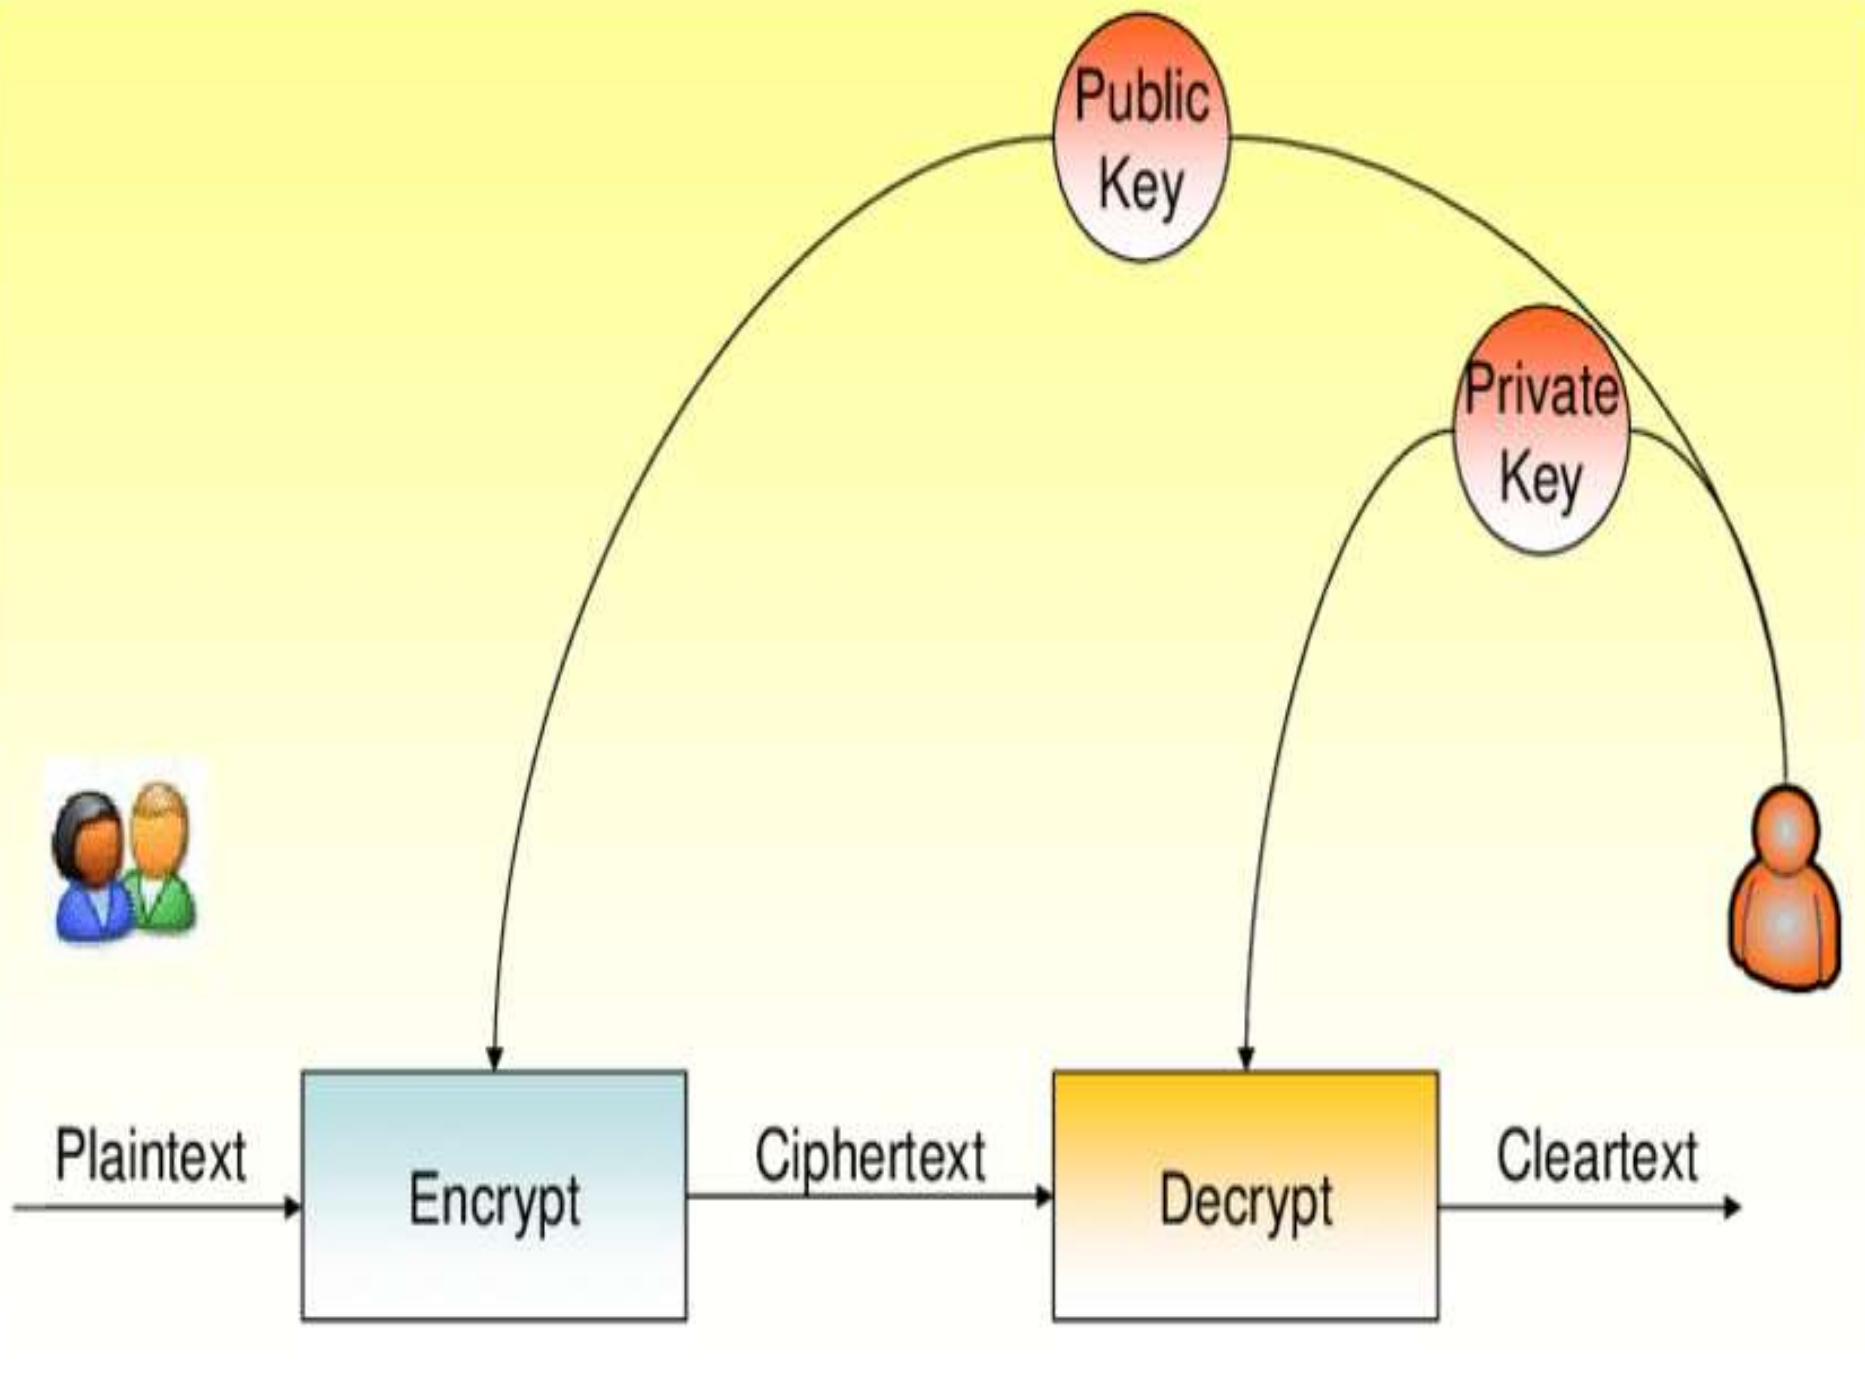 Public
Key
Private
Key
Plaintext
Encrypt
Ciphertext
Decrypt
Cleartext